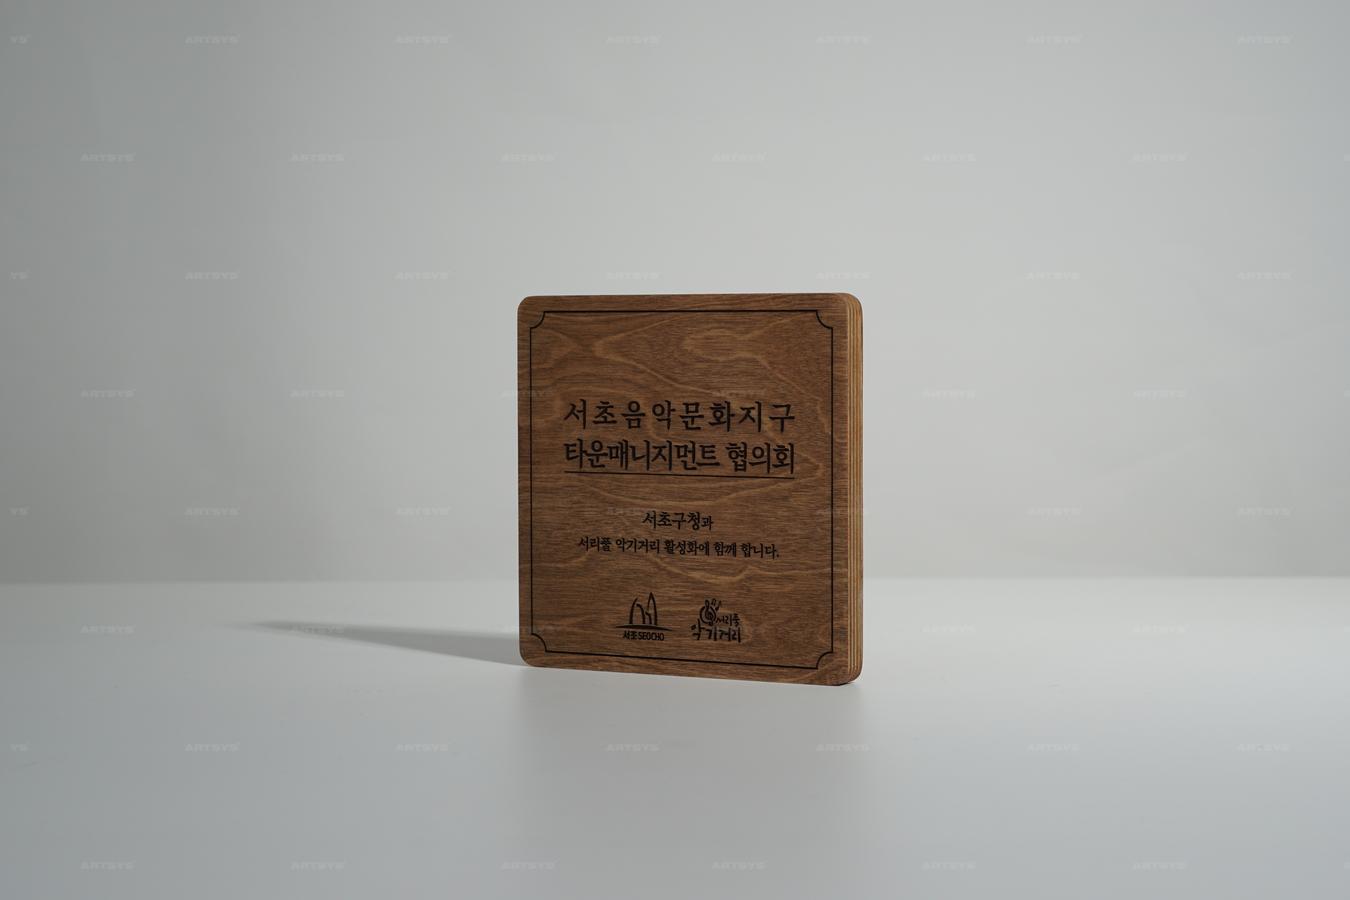 서초음악문화지구
타운매니지먼트 협의회
서초구청과
서리풀 악기거리 활성화에 함께 합니다.
서초 SEOCHO
서리풀
악기거리
ARTSYS